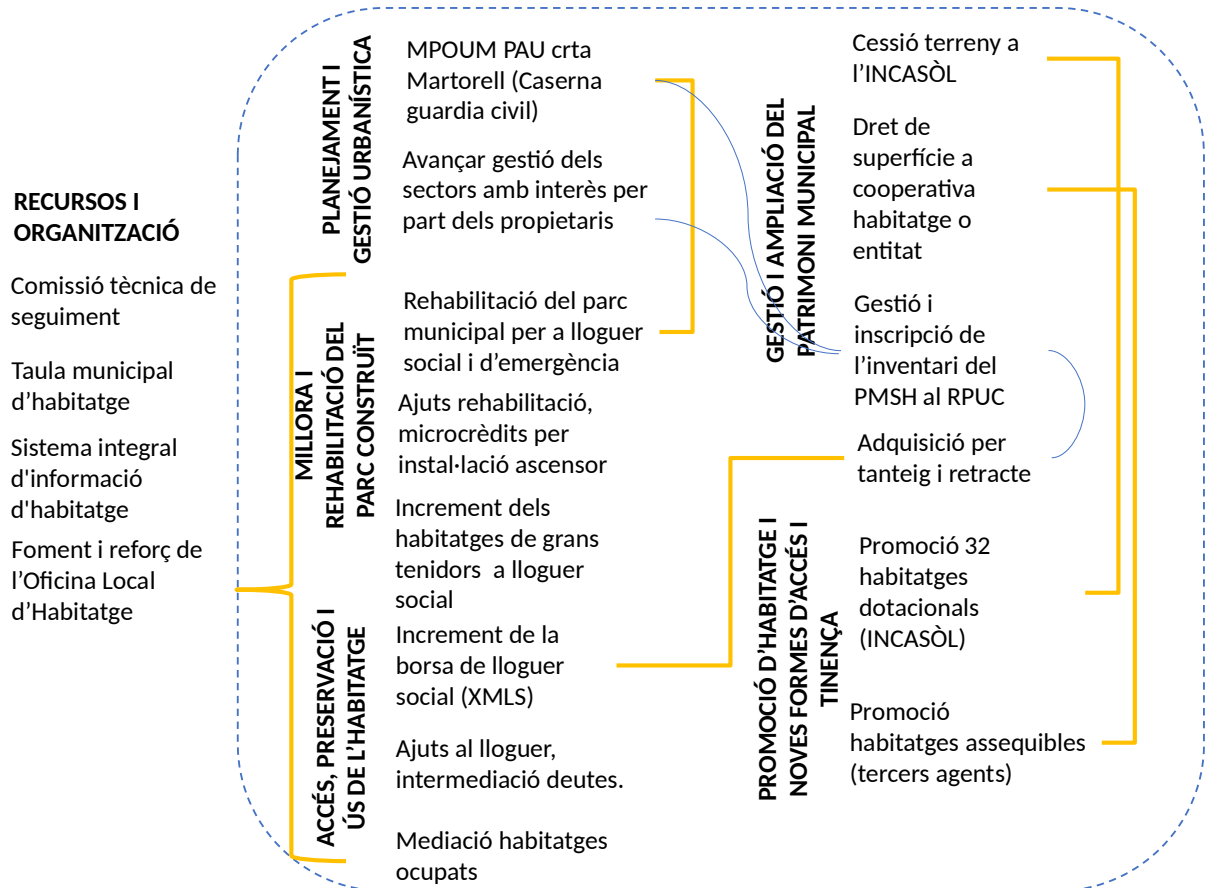 RECURSOS I
ORGANITZACIÓ
Comissió tècnica de
seguiment
Taula municipal
d’habitatge
Sistema integral
d'informació
d'habitatge
Foment i reforç de
l’Oficina Local
d’Habitatge
PLANEJAMENT I
GESTIÓ URBANÍSTICA
MPOUM PAU crta
Martorell (Caserna
guardia civil)
Avançar gestió dels
sectors amb interès per
part dels propietaris
MILLORA I
REHABILITACIÓ DEL
PARC CONSTRUÏT
Rehabilitació del parc
municipal per a lloguer
social i d’emergència
Ajuts rehabilitació,
microcrèdits per
instal·lació ascensor
ACCÉS, PRESERVACIÓ I
ÚS DE L’HABITATGE
Increment dels
habitatges de grans
tenidors a lloguer
social
Increment de la
borsa de lloguer
social (XMLS)
Ajuts al lloguer,
intermediació deutes.
Mediació habitatges
ocupats
GESTIÓ I AMPLIACIÓ DEL
PATRIMONI MUNICIPAL
Cessió terreny a
l’INCASÒL
Dret de
superfície a
cooperativa
habitatge o
entitat
Gestió i
inscripció de
l’inventari del
PMSH al RPUC
Adquisició per
tanteig i retracte
PROMOCIÓ D’HABITATGE I
NOVES FORMES D’ACCÉS I
TINENÇA
Promoció 32
habitatges
dotacionals
(INCASÒL)
Promoció
habitatges assequibles
(tercers agents)